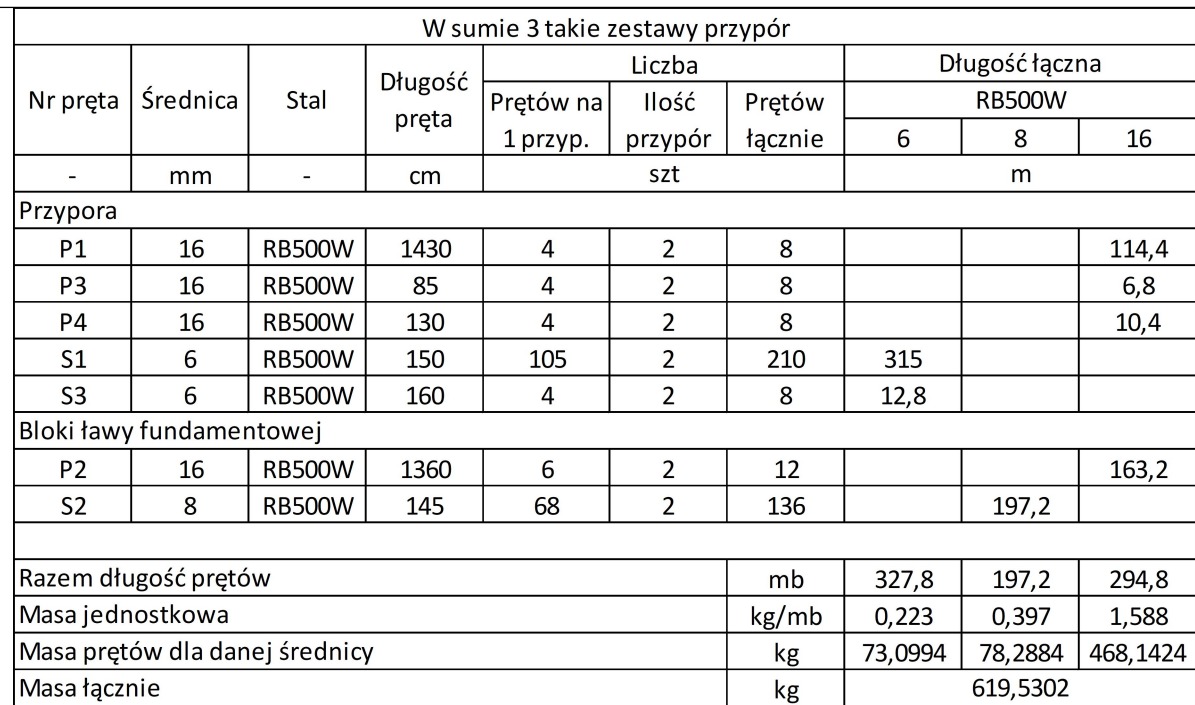 W sumie 3 takie zestawy przypór
Nr pręta Średnica Stal Długość pręta Liczba Długość łączna
Prętów na 1 przyp. Ilość przypór Prętów łącznie RB500W
6 8 16
- mm - cm szt m
Przypora
P1 16 RB500W 1430 4 2 8 114,4
P3 16 RB500W 85 4 2 8 6,8
P4 16 RB500W 130 4 2 8 10,4
S1 6 RB500W 150 105 2 210 315
S3 6 RB500W 160 4 2 8 12,8
Bloki ławy fundamentowej
P2 16 RB500W 1360 6 2 12 163,2
S2 8 RB500W 145 68 2 136 197,2
Razem długość prętów mb 327,8 197,2 294,8
Masa jednostkowa kg/mb 0,223 0,397 1,588
Masa prętów dla danej średnicy kg 73,0994 78,2884 468,1424
Masa łącznie kg 619,5302